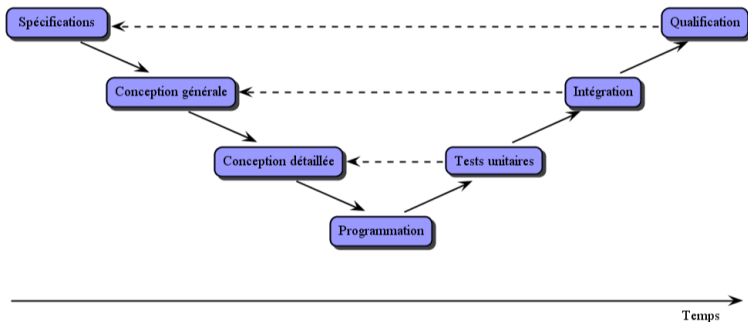 Spécifications
Qualification
Conception générale
Intégration
Conception détaillée
Tests unitaires
Programmation
Temps